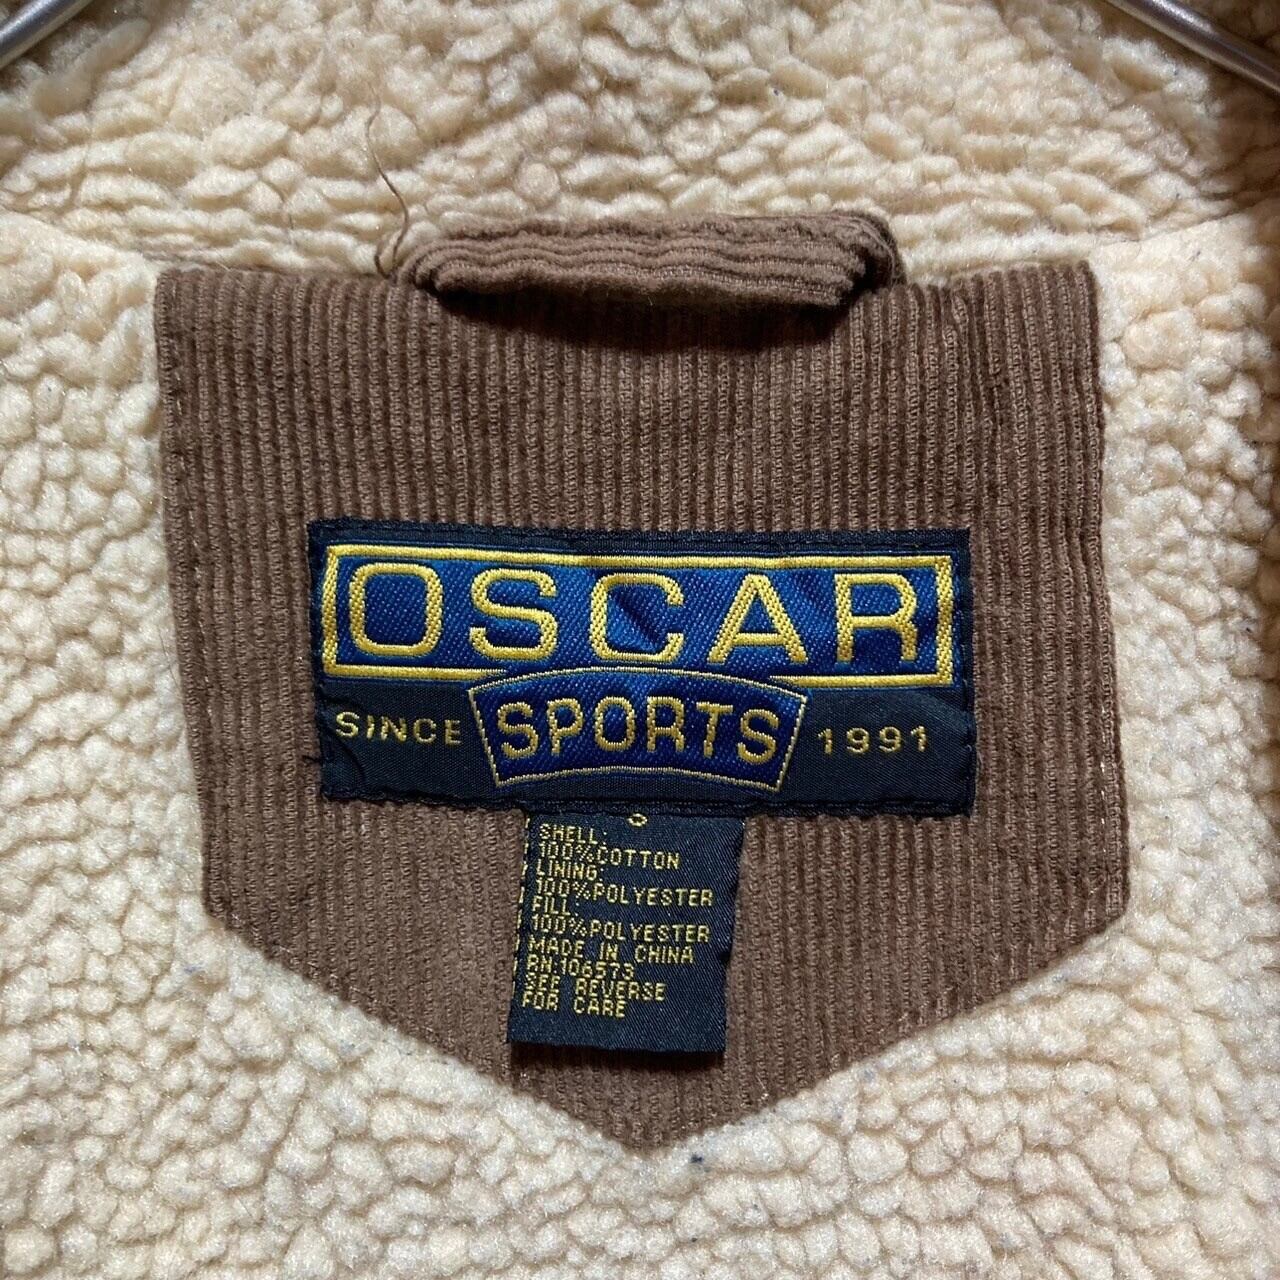 OSCAR
SPORTS
SINCE 1991
SHELL:
100%COTTON
LINING:
100%POLYESTER
FILL:
100%POLYESTER
MADE IN CHINA
RN:106573
SEE REVERSE
FOR CARE